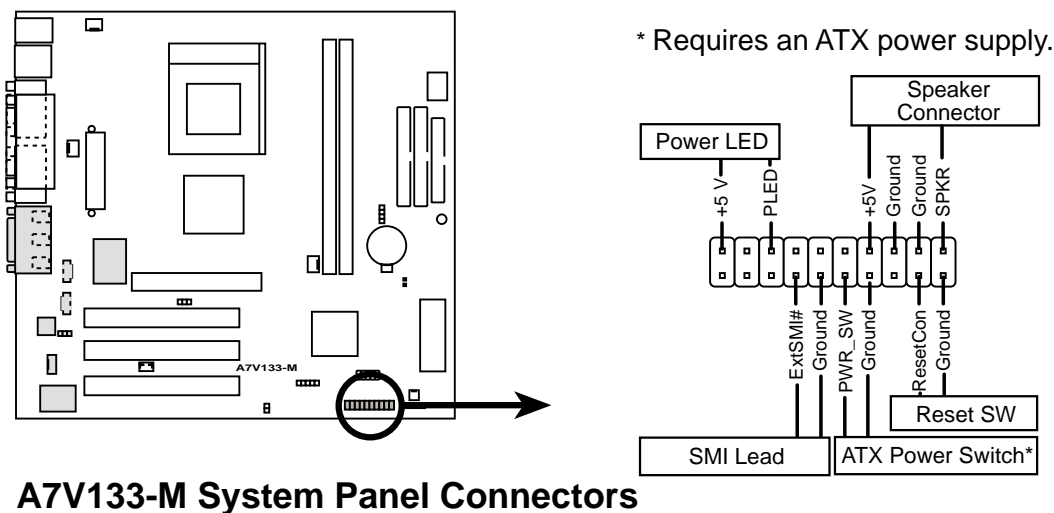 * Requires an ATX power supply.
Speaker
Connector
Power LED
+5 V
PLED
+5V
Ground
Ground
SPKR
ExtSMI#
Ground
PWR_SW
Ground
ResetCon
Ground
Reset SW
SMI Lead
ATX Power Switch*
A7V133-M
A7V133-M System Panel Connectors